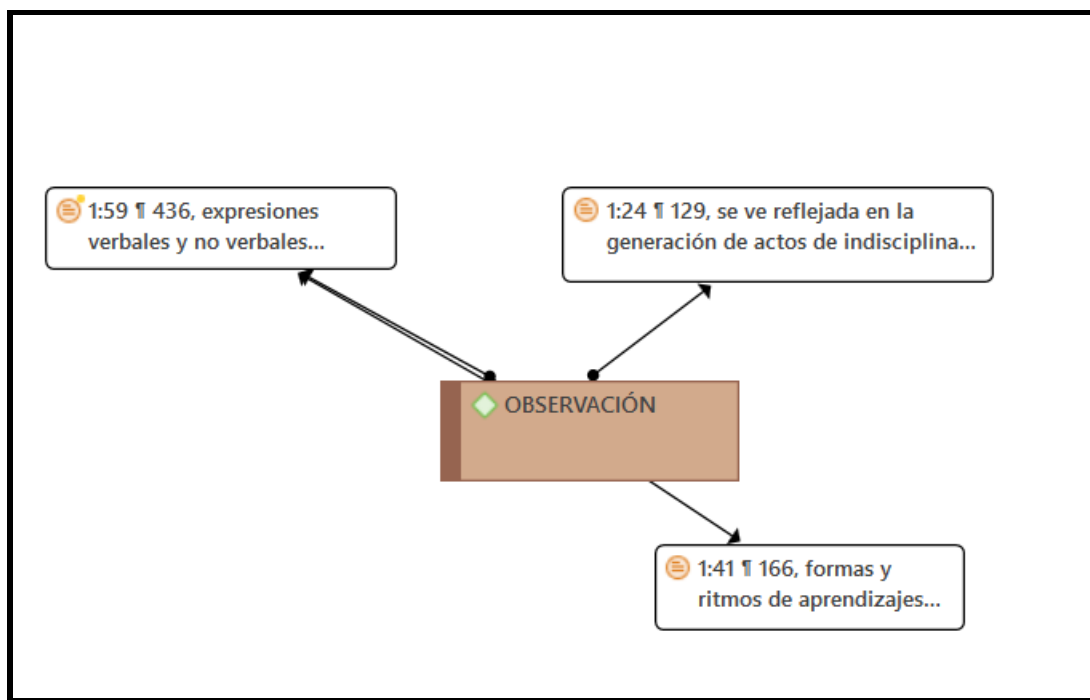 1:59 ¶ 436, expresiones
verbales y no verbales...
1:24 ¶ 129, se ve reflejada en la
generación de actos de indisciplina...
OBSERVACIÓN
1:41 ¶ 166, formas y
ritmos de aprendizajes...